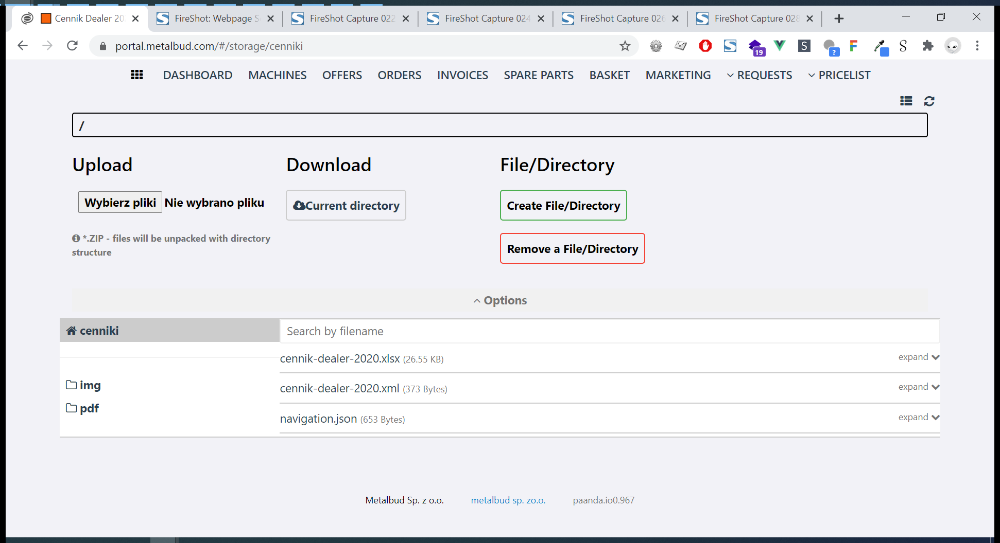 Cennik Dealer 20
FireShot: Webpage S
FireShot Capture 022
FireShot Capture 024
FireShot Capture 026
FireShot Capture 028
portal.metalbud.com/#/storage/cenniki
19
S
?
F
S
DASHBOARD MACHINES OFFERS ORDERS INVOICES SPARE PARTS BASKET MARKETING REQUESTS PRICELIST
/
Upload
Download
File/Directory
Wybierz pliki Nie wybrano pliku
Current directory
Create File/Directory
*.ZIP - files will be unpacked with directory
structure
Remove a File/Directory
Options
cenniki
Search by filename
cennik-dealer-2020.xlsx (26.55 KB) expand
img
cennik-dealer-2020.xml (373 Bytes) expand
pdf
navigation.json (653 Bytes) expand
Metalbud Sp. z o.o. metalbud sp. zo.o. paanda.io0.967